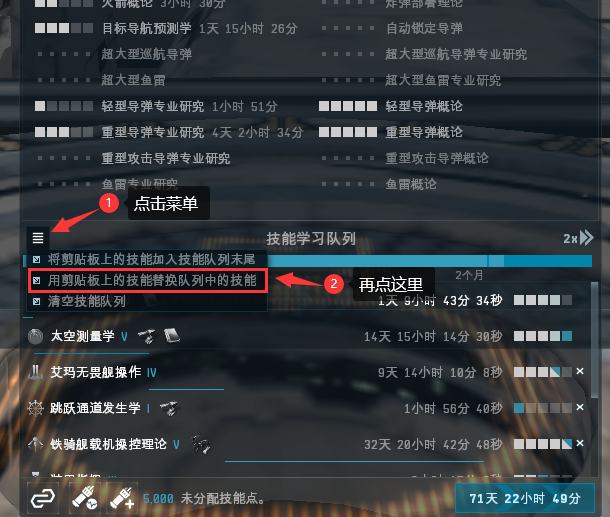 火箭概论 3小时 30分
炸弹部署理论
目标导航预测学 1天 15小时 26分
自动锁定导弹
超大型巡航导弹
超大型巡航导弹专业研究
超大型鱼雷
超大型鱼雷专业研究
轻型导弹专业研究 1小时 51分
轻型导弹概论
重型导弹专业研究 4天 2小时 34分
重型导弹概论
重型攻击导弹专业研究
重型攻击导弹概论
鱼雷专业研究
鱼雷概论
1 点击菜单
技能学习队列
2x
将剪贴板上的技能加入技能队列末尾
用剪贴板上的技能替换队列中的技能
2 再点这里
2个月
清空技能队列
1天 9小时 43分 34秒
太空测量学 V
14天 15小时 14分 30秒
艾玛无畏舰操作 IV
9天 14小时 10分 8秒
跳跃通道发生学 I
1小时 56分 40秒
铁骑舰载机操控理论 V
32天 20小时 42分 48秒
5,000 未分配技能点。
71天 22小时 49分